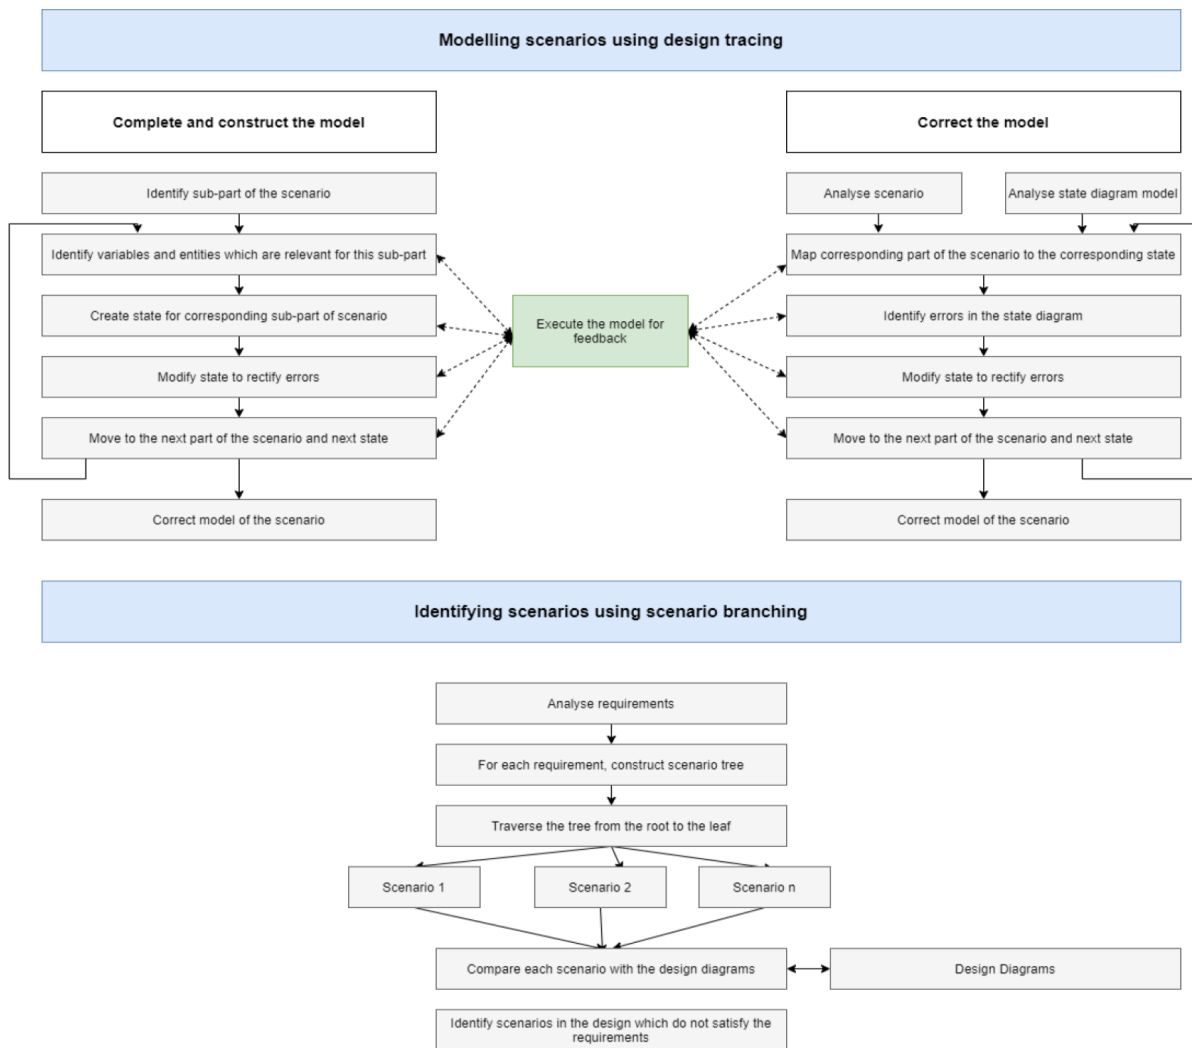 Modelling scenarios using design tracing
Complete and construct the model
Identify sub-part of the scenario
Identify variables and entities which are relevant for this sub-part
Create state for corresponding sub-part of scenario
Modify state to rectify errors
Move to the next part of the scenario and next state
Correct model of the scenario
Execute the model for
feedback
Correct the model
Analyse scenario
Analyse state diagram model
Map corresponding part of the scenario to the corresponding state
Identify errors in the state diagram
Modify state to rectify errors
Move to the next part of the scenario and next state
Correct model of the scenario
Identifying scenarios using scenario branching
Analyse requirements
For each requirement, construct scenario tree
Traverse the tree from the root to the leaf
Scenario 1
Scenario 2
Scenario n
Compare each scenario with the design diagrams
Design Diagrams
Identify scenarios in the design which do not satisfy the
requirements